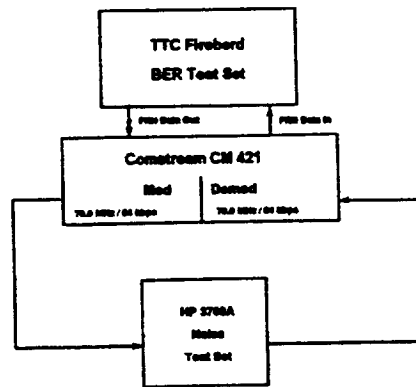 TTC Firebird
BER Test Set
PRN Data Out
PRN Data In
Comstream CM 421
Mod
Demod
70.0 MHz / 64 kbps
70.0 MHz / 64 kbps
HP 3708A
Noise
Test Set